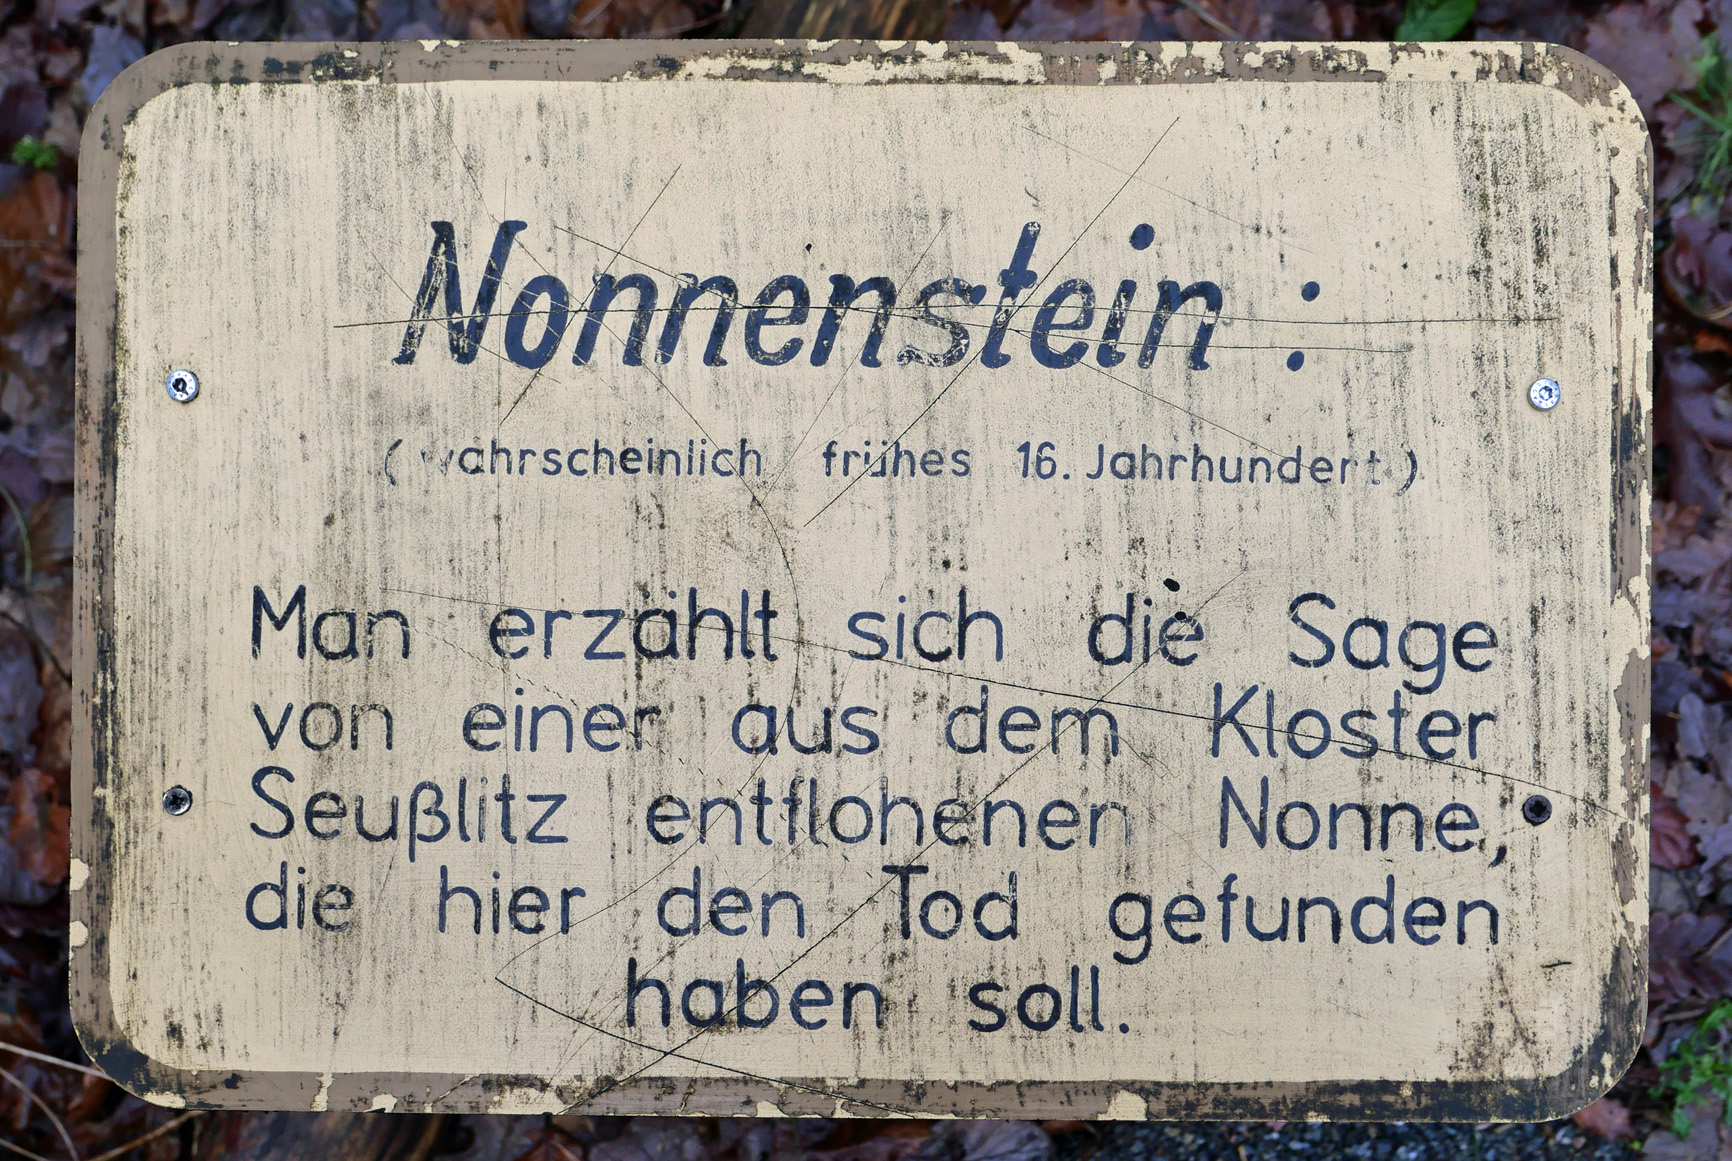 Nonnenstein :
( wahrscheinlich frühes 16. Jahrhundert )
Man erzählt sich die Sage
von einer aus dem Kloster
Seußlitz entflohenen Nonne,
die hier den Tod gefunden
haben soll.